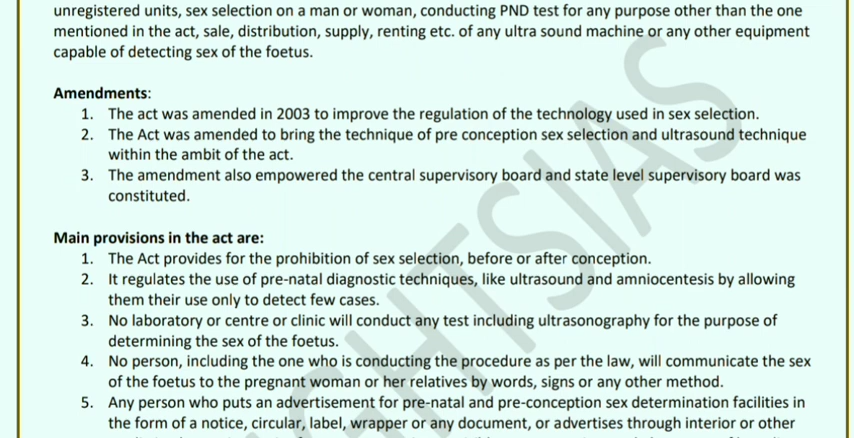 unregistered units, sex selection on a man or woman, conducting PND test for any purpose other than the one
mentioned in the act, sale, distribution, supply, renting etc. of any ultra sound machine or any other equipment
capable of detecting sex of the foetus.
Amendments:
1. The act was amended in 2003 to improve the regulation of the technology used in sex selection.
2. The Act was amended to bring the technique of pre conception sex selection and ultrasound technique
within the ambit of the act.
3. The amendment also empowered the central supervisory board and state level supervisory board was
constituted.
Main provisions in the act are:
1. The Act provides for the prohibition of sex selection, before or after conception.
2. It regulates the use of pre-natal diagnostic techniques, like ultrasound and amniocentesis by allowing
them their use only to detect few cases.
3. No laboratory or centre or clinic will conduct any test including ultrasonography for the purpose of
determining the sex of the foetus.
4. No person, including the one who is conducting the procedure as per the law, will communicate the sex
of the foetus to the pregnant woman or her relatives by words, signs or any other method.
5. Any person who puts an advertisement for pre-natal and pre-conception sex determination facilities in
the form of a notice, circular, label, wrapper or any document, or advertises through interior or other
GHTSIAS